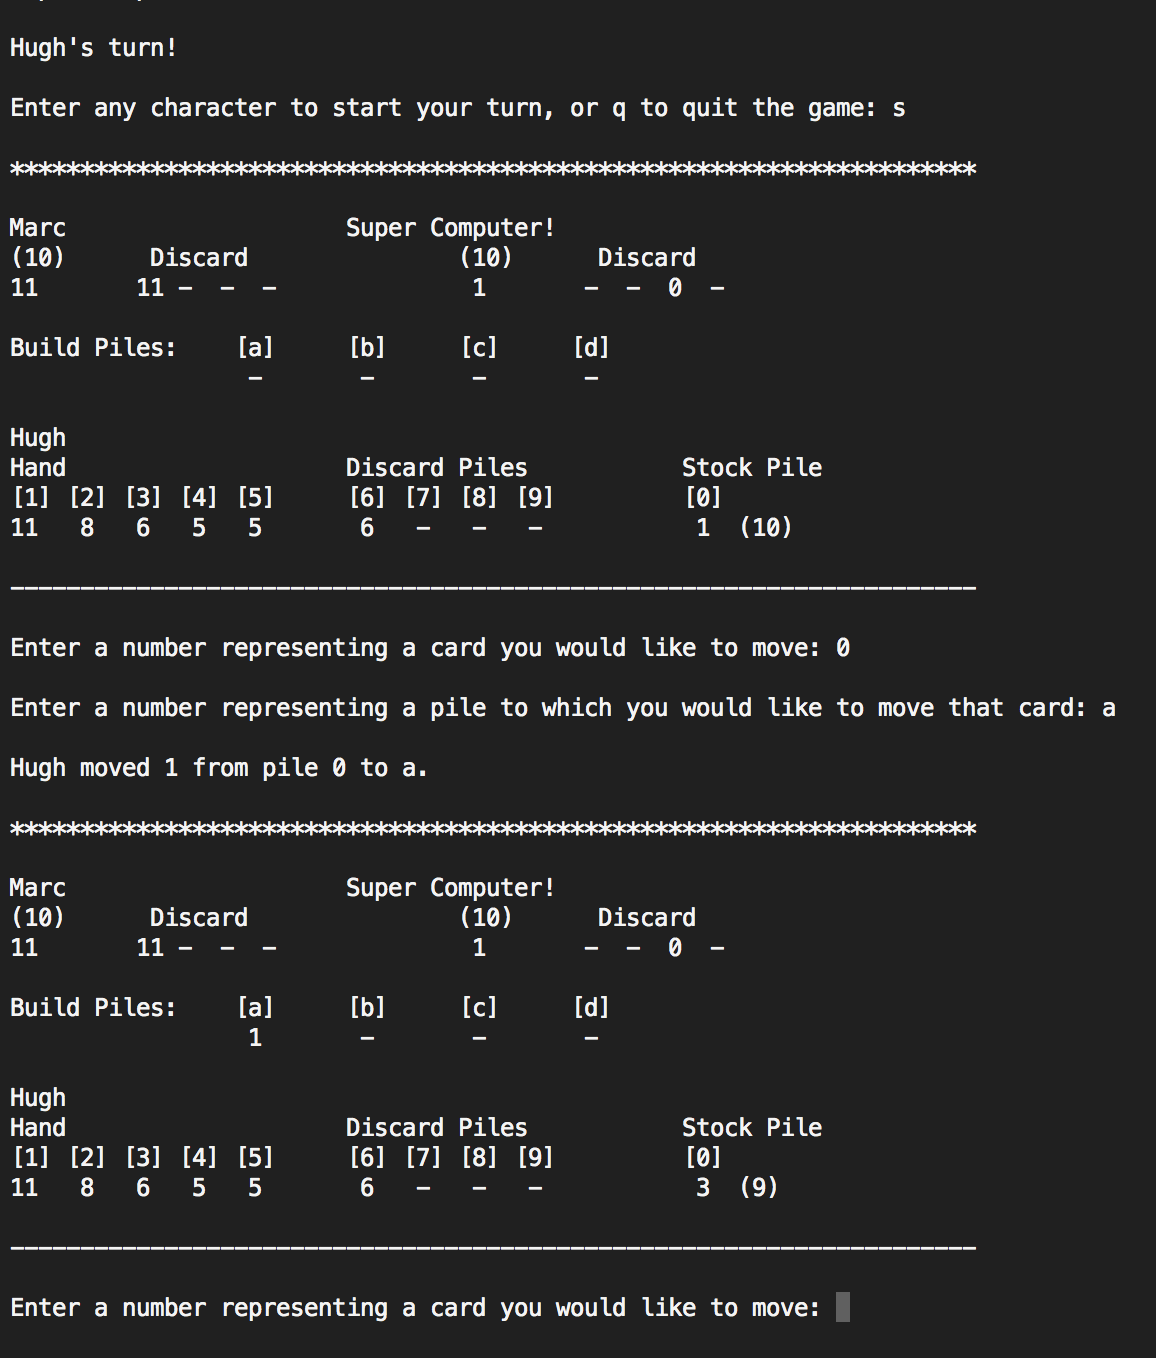 Hugh's turn!
Enter any character to start your turn, or q to quit the game: s
*********************************************************************
Marc                    Super Computer!
(10)      Discard               (10)      Discard
11       11 -  -  -              1       -  -  0  -
Build Piles:    [a]     [b]     [c]     [d]
                 -       -       -       -
Hugh
Hand                    Discard Piles           Stock Pile
[1] [2] [3] [4] [5]     [6] [7] [8] [9]         [0]
11   8   6   5   5       6   -   -   -           1  (10)
_____________________________________________________________________
Enter a number representing a card you would like to move: 0
Enter a number representing a pile to which you would like to move that card: a
Hugh moved 1 from pile 0 to a.
*********************************************************************
Marc                    Super Computer!
(10)      Discard               (10)      Discard
11       11 -  -  -              1       -  -  0  -
Build Piles:    [a]     [b]     [c]     [d]
                 1       -       -       -
Hugh
Hand                    Discard Piles           Stock Pile
[1] [2] [3] [4] [5]     [6] [7] [8] [9]         [0]
11   8   6   5   5       6   -   -   -           3  (9)
_____________________________________________________________________
Enter a number representing a card you would like to move: